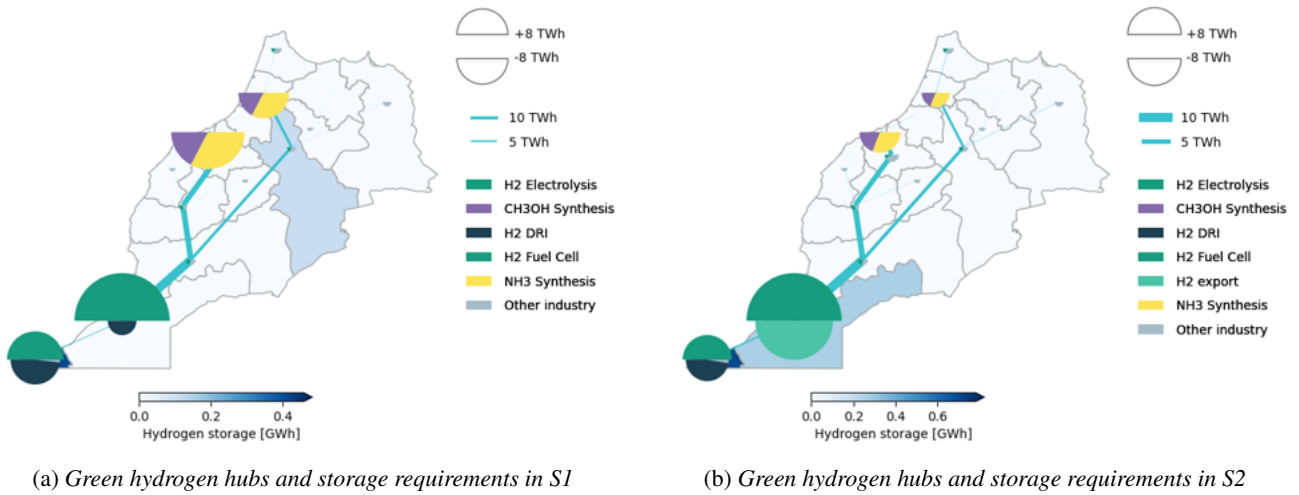 +8 TWh
-8 TWh
10 TWh
5 TWh
H2 Electrolysis
CH3OH Synthesis
H2 DRI
H2 Fuel Cell
NH3 Synthesis
Other industry
0.0 0.2 0.4
Hydrogen storage [GWh]
(a) Green hydrogen hubs and storage requirements in S1
+8 TWh
-8 TWh
10 TWh
5 TWh
H2 Electrolysis
CH3OH Synthesis
H2 DRI
H2 Fuel Cell
H2 export
NH3 Synthesis
Other industry
0.0 0.2 0.4 0.6
Hydrogen storage [GWh]
(b) Green hydrogen hubs and storage requirements in S2